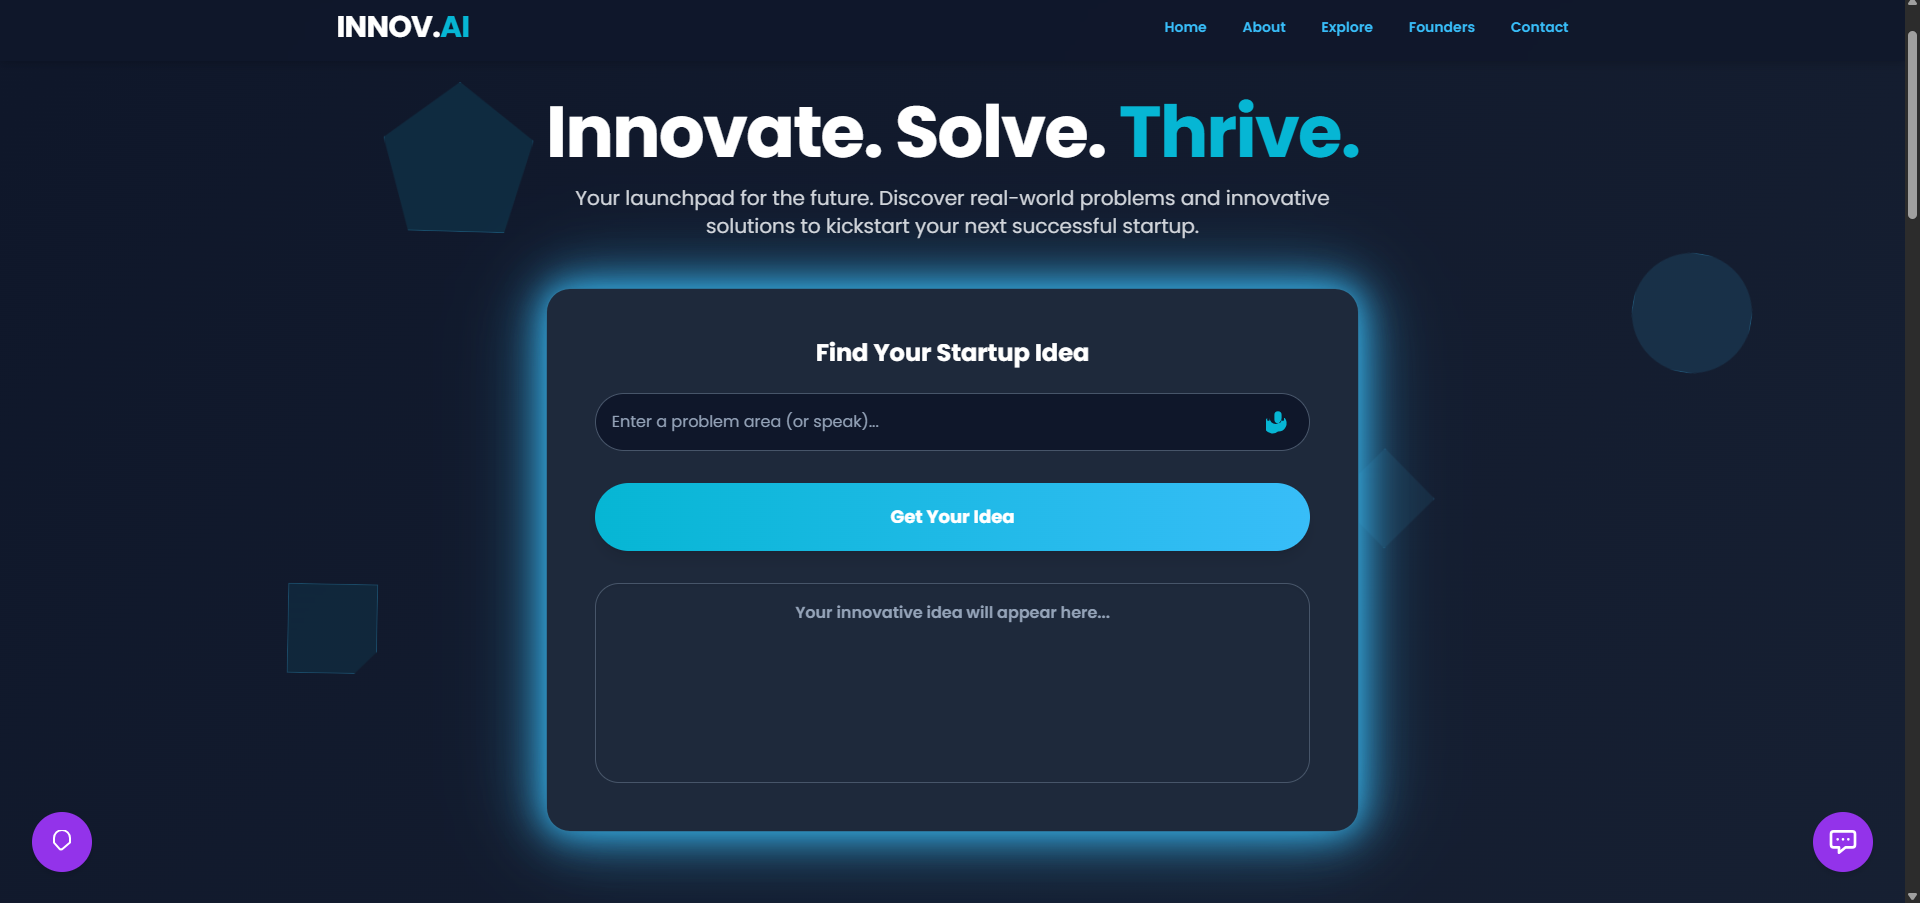 INNOV.AI
Home About Explore Founders Contact
Innovate. Solve. Thrive.
Your launchpad for the future. Discover real-world problems and innovative
solutions to kickstart your next successful startup.
Find Your Startup Idea
Enter a problem area (or speak)...
Get Your Idea
Your innovative idea will appear here...